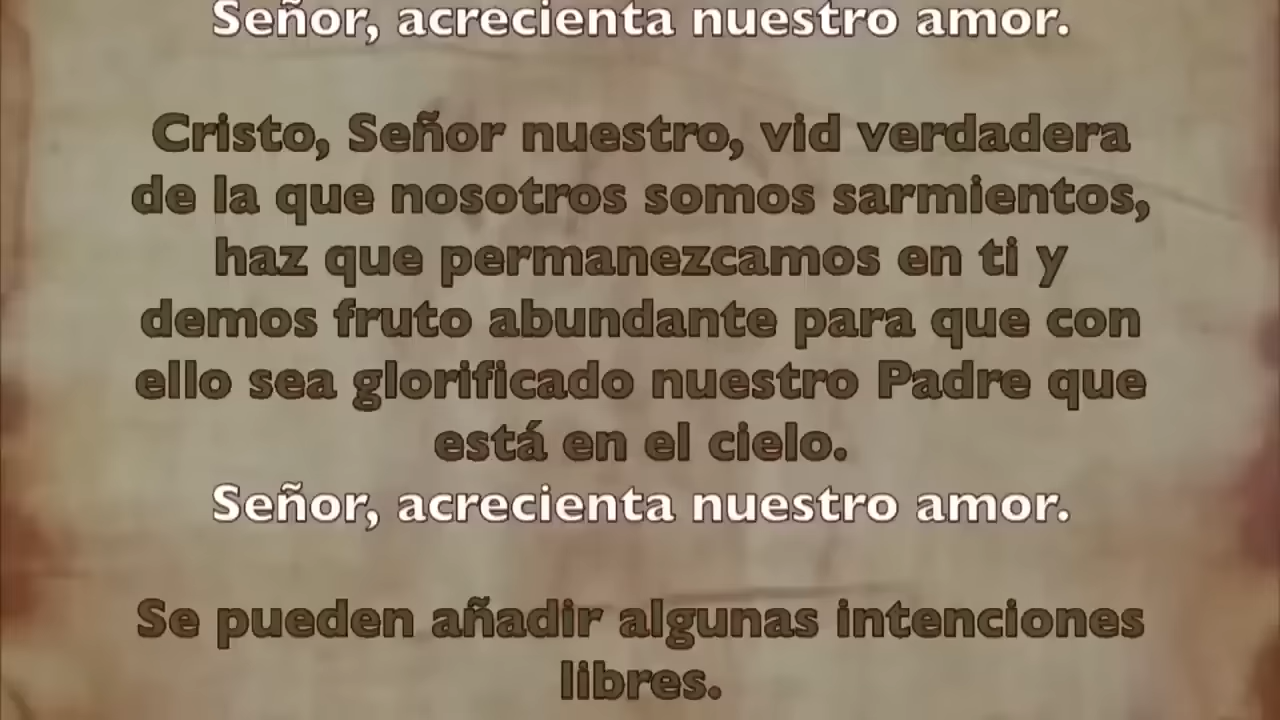 Señor, acrecienta nuestro amor.
Cristo, Señor nuestro, vid verdadera
de la que nosotros somos sarmientos,
haz que permanezcamos en ti y
demos fruto abundante para que con
ello sea glorificado nuestro Padre que
está en el cielo.
Señor, acrecienta nuestro amor.
Se pueden añadir algunas intenciones
libres.